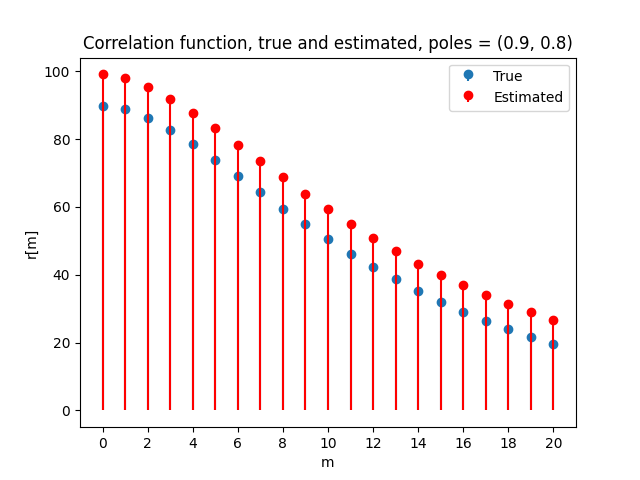 Correlation function, true and estimated, poles = (0.9, 0.8)
True
Estimated
r[m]
100
80
60
40
20
0
0 2 4 6 8 10 12 14 16 18 20
m